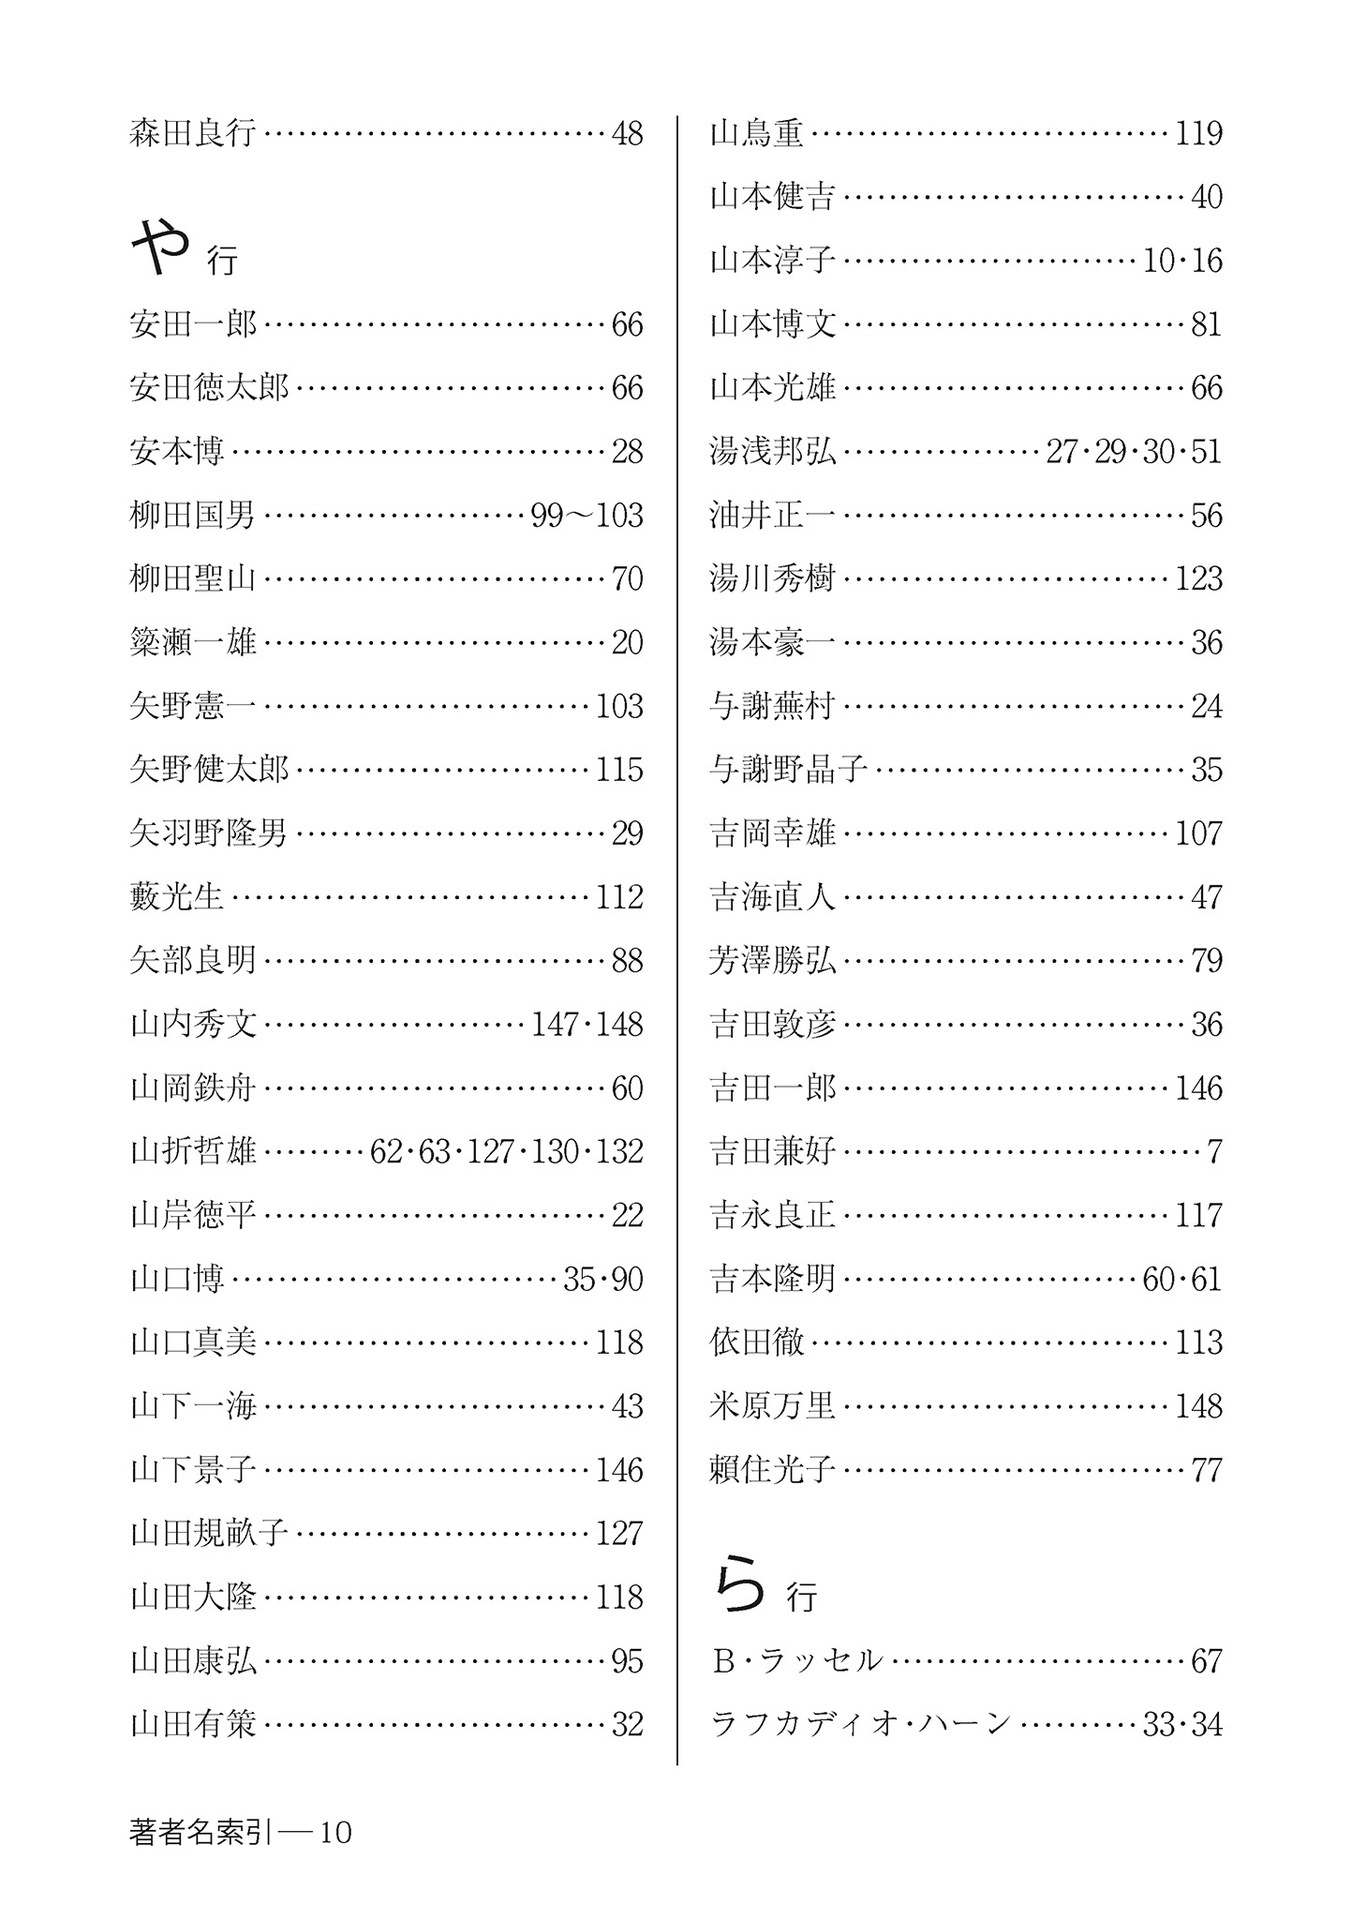 森田良行……………………………48
や 行
安田一郎……………………………66
安田徳太郎…………………………66
安本博………………………………28
柳田国男……………………99〜103
柳田聖山……………………………70
簗瀬一雄……………………………20
矢野憲一…………………………103
矢野健太郎………………………115
矢羽野隆男…………………………29
藪光生……………………………112
矢部良明……………………………88
山内秀文……………………147·148
山岡鉄舟……………………………60
山折哲雄………62·63·127·130·132
山岸徳平……………………………22
山口博…………………………35·90
山口真美…………………………118
山下一海……………………………43
山下景子…………………………146
山田規畝子………………………127
山田大隆…………………………118
山田康弘……………………………95
山田有策……………………………32
山鳥重……………………………119
山本健吉……………………………40
山本淳子………………………10·16
山本博文……………………………81
山本光雄……………………………66
湯浅邦弘………………27·29·30·51
油井正一……………………………56
湯川秀樹…………………………123
湯本豪一……………………………36
与謝蕪村……………………………24
与謝野晶子…………………………35
吉岡幸雄…………………………107
吉海直人……………………………47
芳澤勝弘……………………………79
吉田敦彦……………………………36
吉田一郎…………………………146
吉田兼好……………………………7
吉永良正…………………………117
吉本隆明………………………60·61
依田徹……………………………113
米原万里…………………………148
頼住光子……………………………77
ら 行
B·ラッセル………………………67
ラフカディオ·ハーン………33·34
著者名索引―10